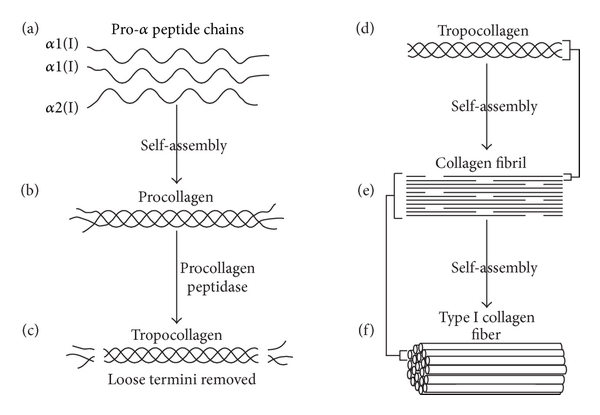 (a)
Pro-α peptide chains
α1(I)
α1(I)
α2(I)
Self-assembly
(b)
Procollagen
Procollagen
peptidase
(c)
Tropocollagen
Loose termini removed
(d)
Tropocollagen
Self-assembly
Collagen fibril
(e)
Self-assembly
Type I collagen
fiber
(f)